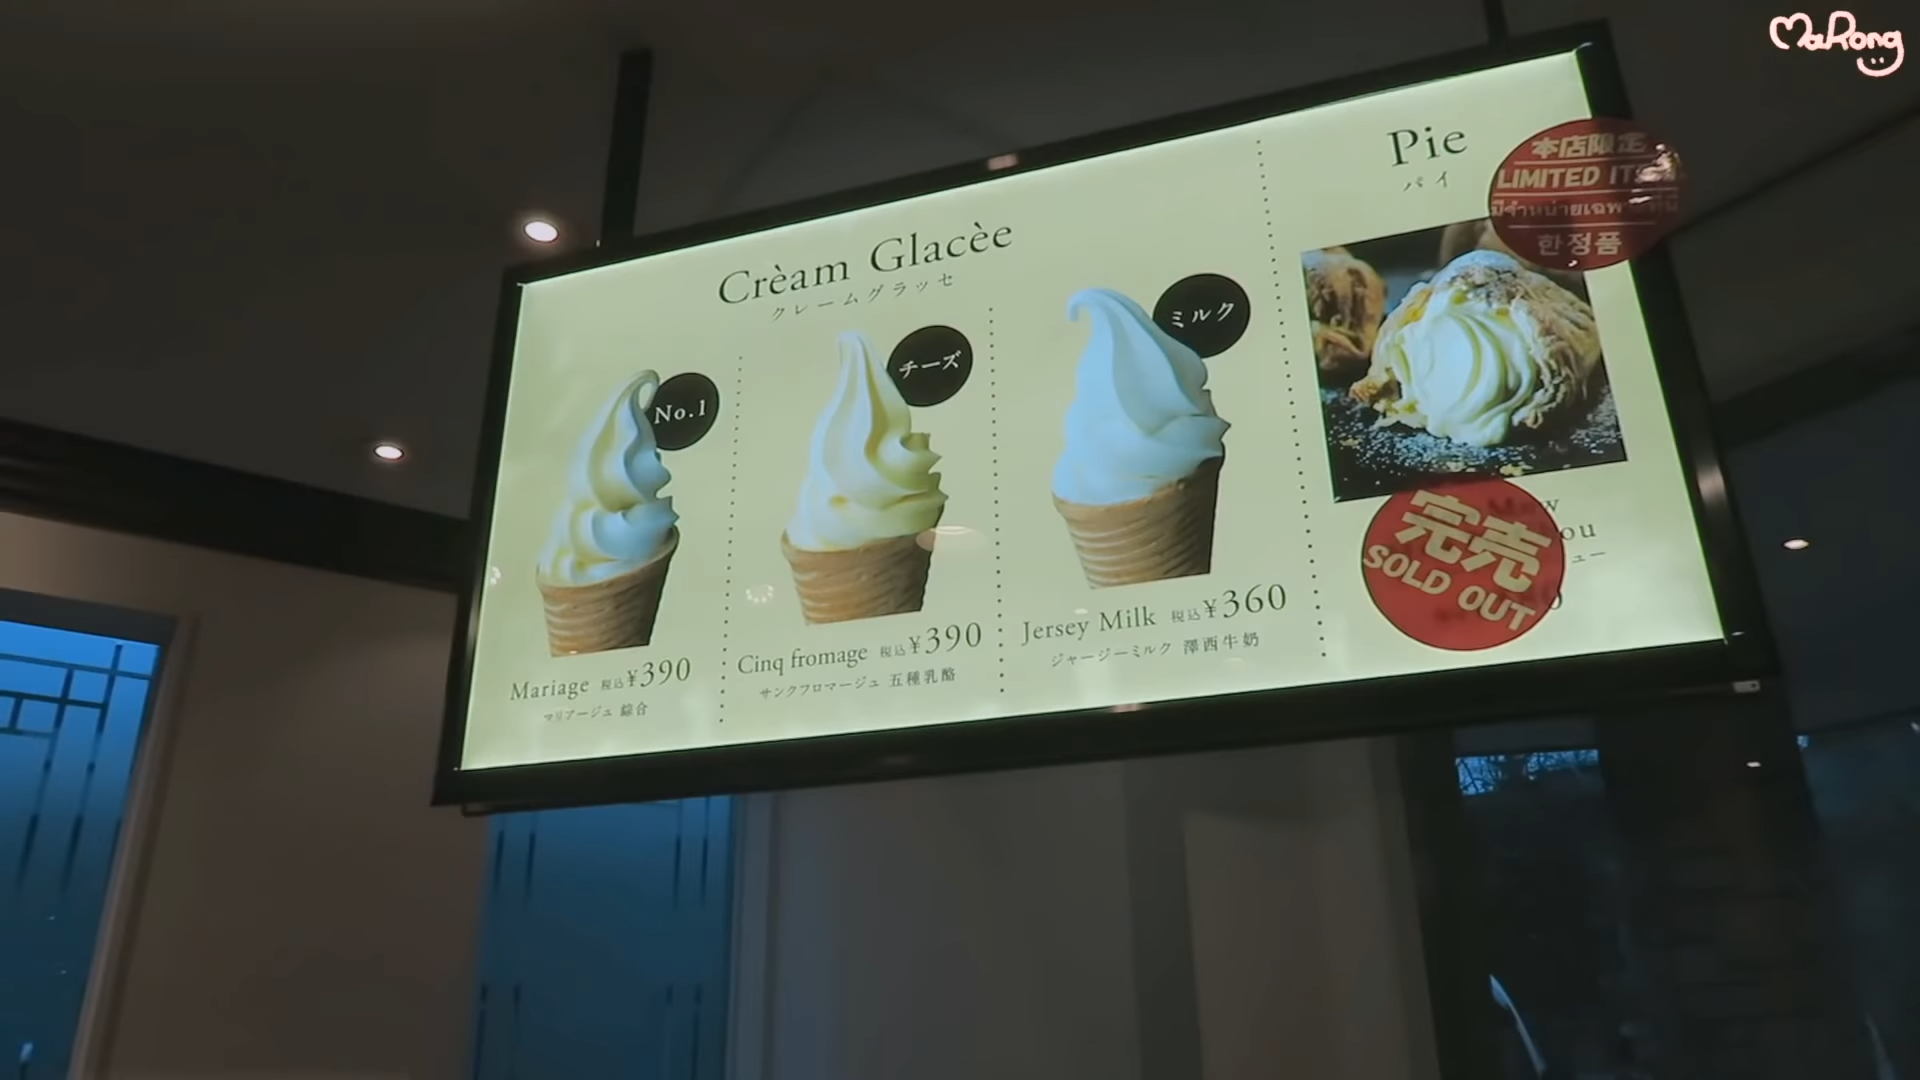 MaRong
Crèam Glacèe
クレームグラッセ
No.1
Mariage 税込¥390
マリアージュ 綜合
チーズ
Cinq fromage 税込¥390
サンクフロマージュ 五種乳酪
ミルク
Jersey Milk 税込¥360
ジャージーミルク 澤西牛奶
Pie
パイ
本店限定
LIMITED
한정품
完売
SOLD OUT